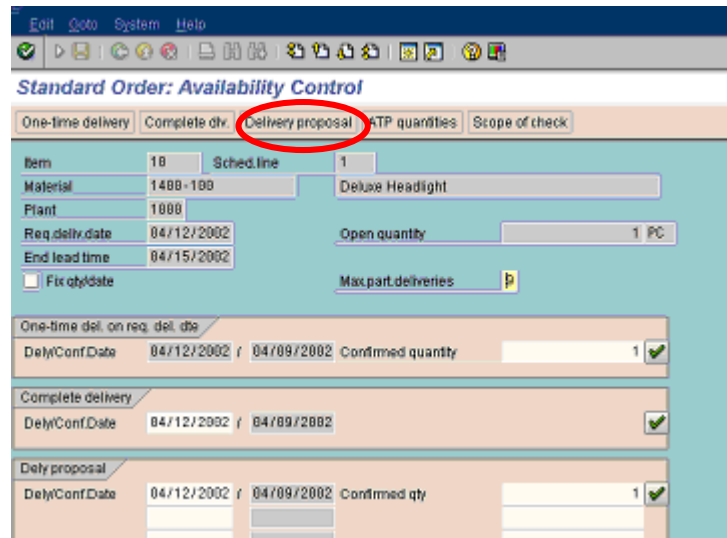 Edit Goto System Help
Standard Order: Availability Control
One-time delivery Complete dlv. Delivery proposal ATP quantities Scope of check
Item 10 Sched.line 1
Material 1400-100 Deluxe Headlight
Plant 1000
Req.deliv.date 04/12/2002 Open quantity 1 PC
End lead time 04/15/2002
Fix qty/date Max.part.deliveries 9
One-time del. on req. del. dte
Dely/Conf.Date 04/12/2002 / 04/09/2002 Confirmed quantity 1
Complete delivery
Dely/Conf.Date 04/12/2002 / 04/09/2002
Dely proposal
Dely/Conf.Date 04/12/2002 / 04/09/2002 Confirmed qty 1